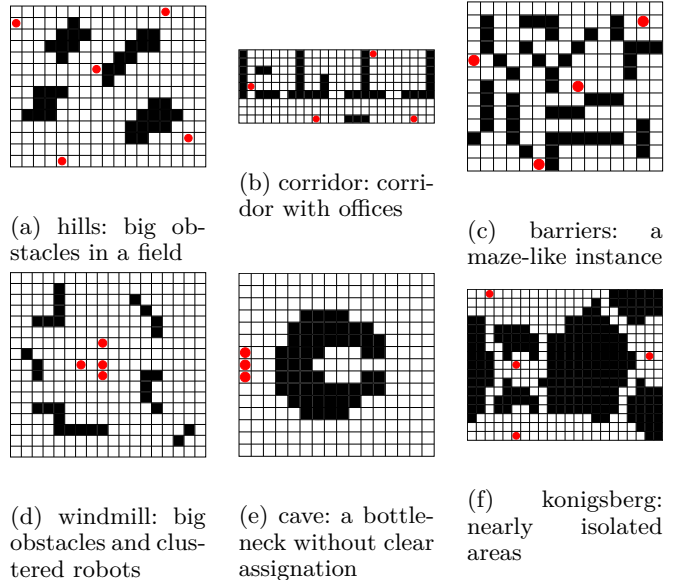 (a) hills: big ob-
stacles in a field
(b) corridor: corri-
dor with offices
(c) barriers: a
maze-like instance
(d) windmill: big
obstacles and clus-
tered robots
(e) cave: a bottle-
neck without clear
assignation
(f) konigsberg:
nearly isolated
areas